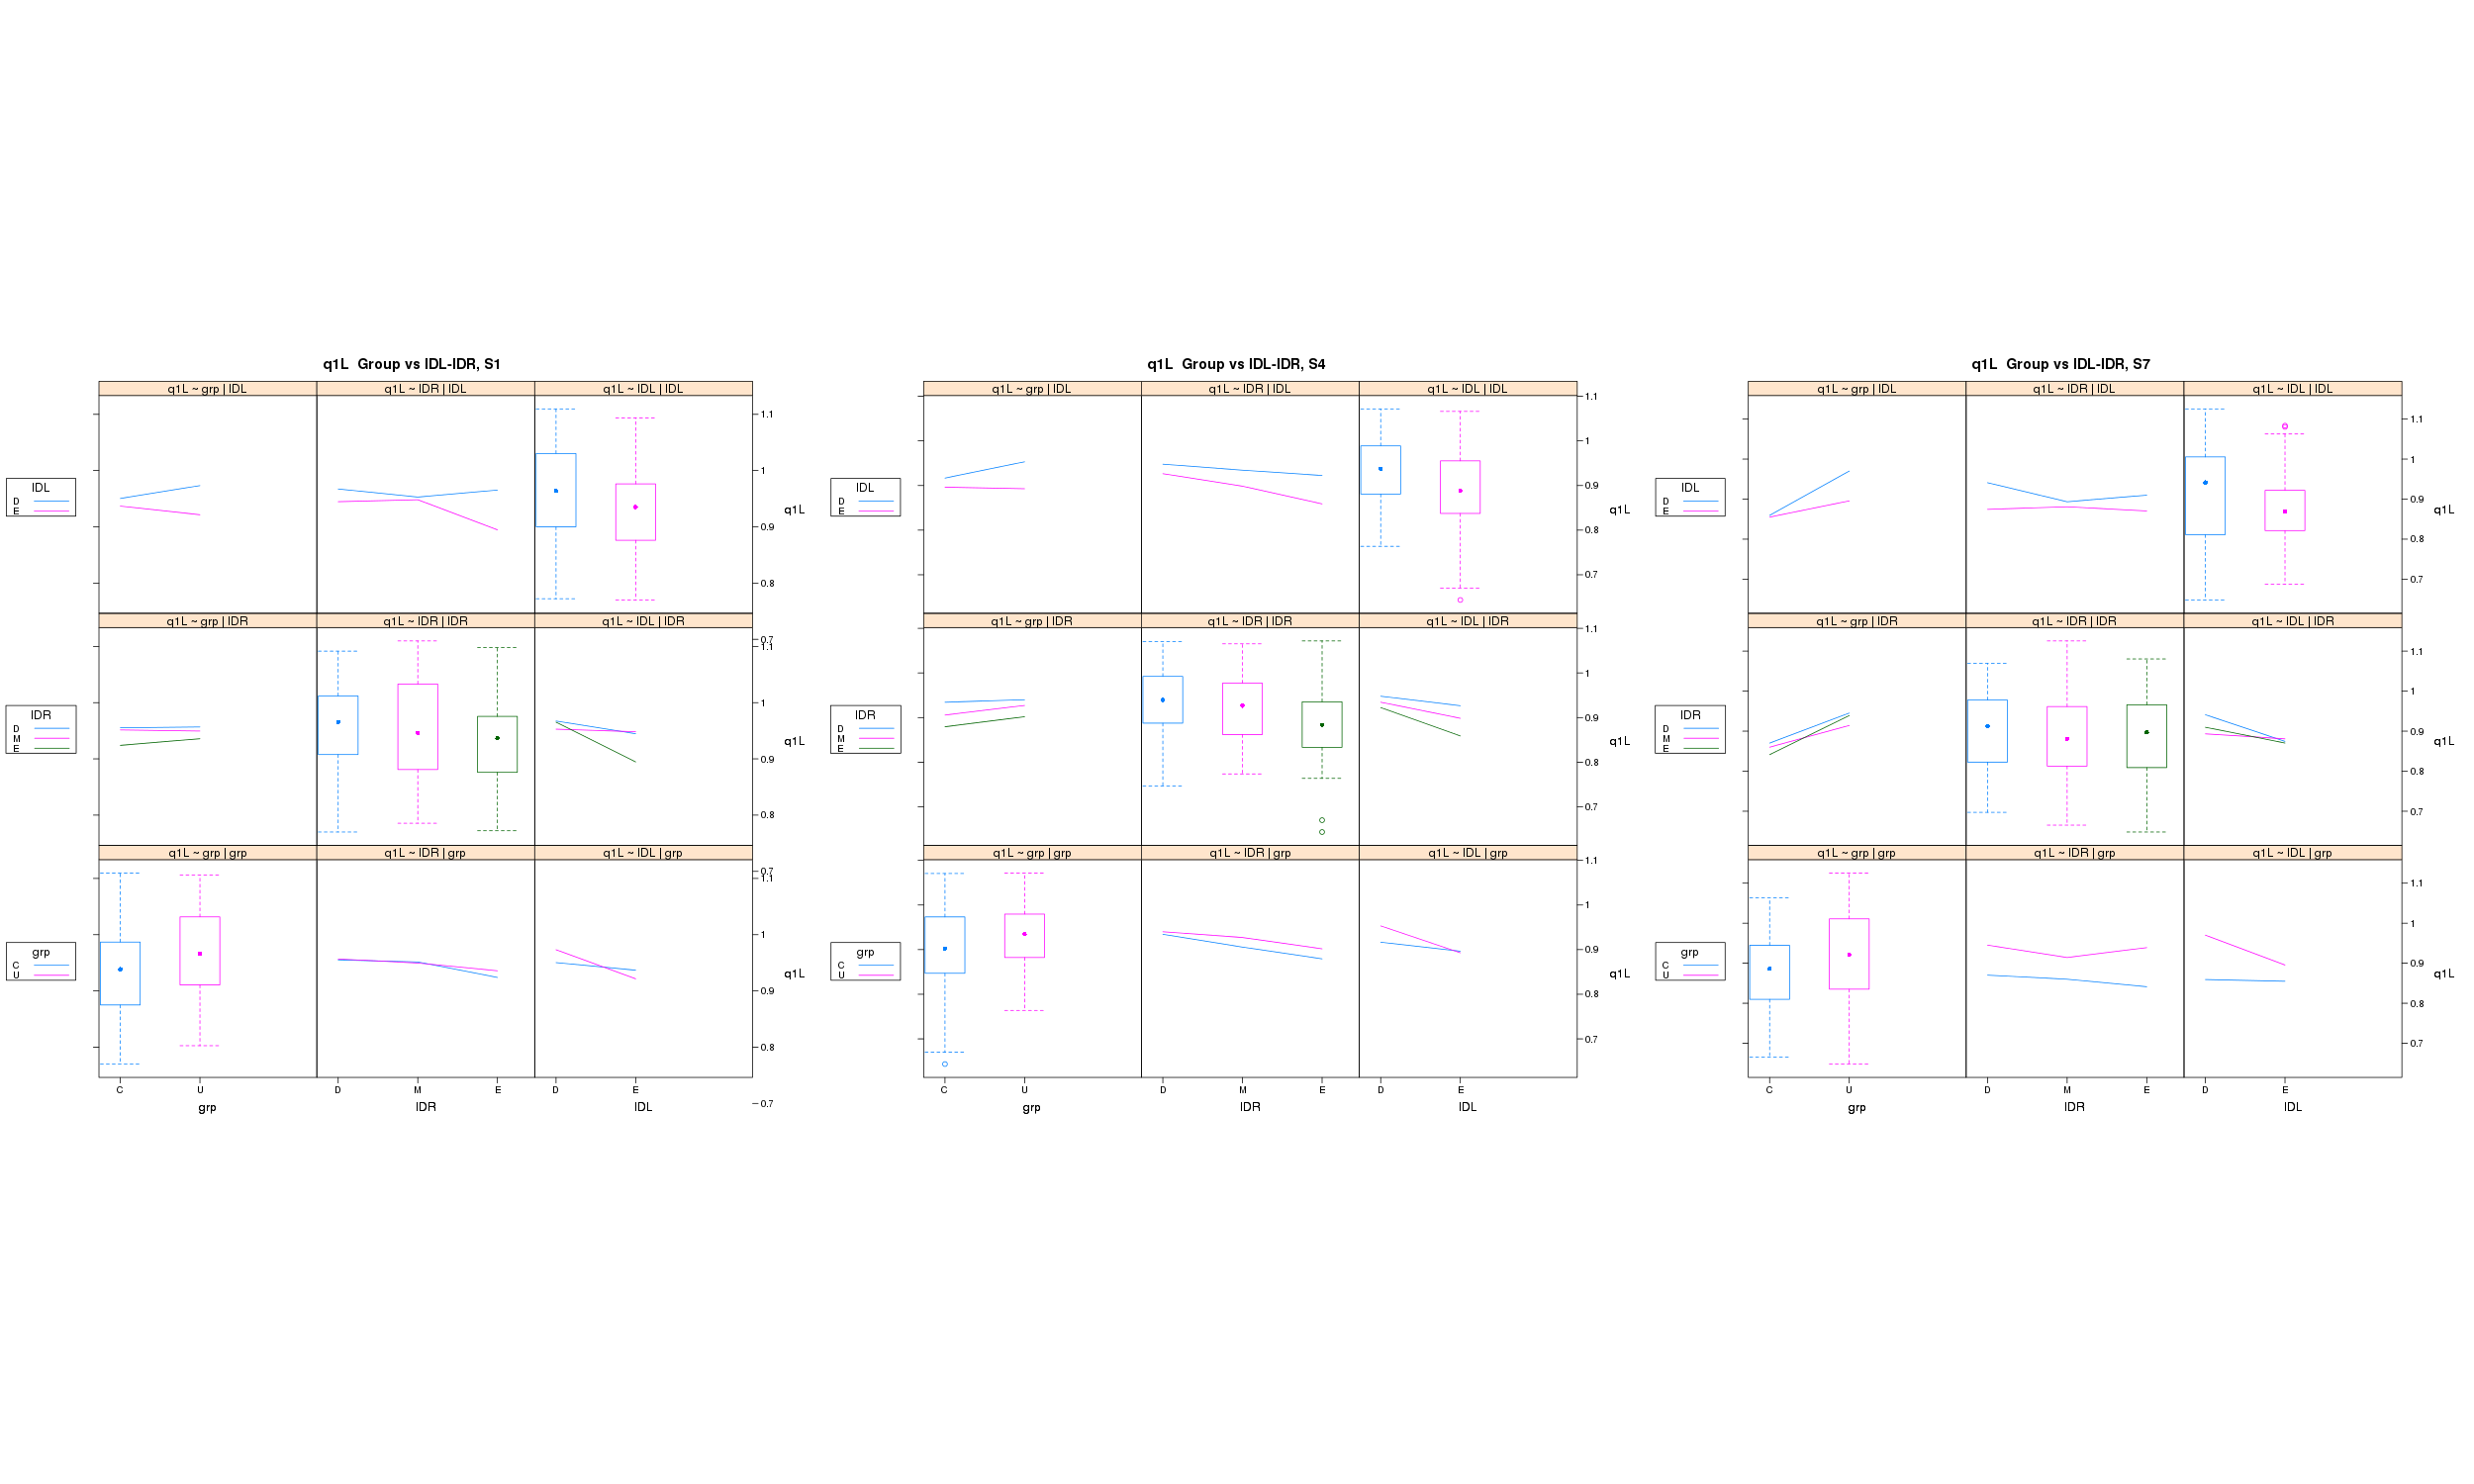 q1L Group vs IDL-IDR, S1
q1L ~ grp | IDL
q1L ~ IDR | IDL
q1L ~ IDL | IDL
1.1
1
0.9
0.8
0.7
q1L
IDL
D
E
q1L ~ grp | IDR
q1L ~ IDR | IDR
q1L ~ IDL | IDR
1.1
1
0.9
0.8
0.7
q1L
IDR
D
M
E
q1L ~ grp | grp
q1L ~ IDR | grp
q1L ~ IDL | grp
1.1
1
0.9
0.8
0.7
q1L
grp
C
U
C U
D M E
D E
grp
IDR
IDL
q1L Group vs IDL-IDR, S4
q1L ~ grp | IDL
q1L ~ IDR | IDL
q1L ~ IDL | IDL
1.1
1
0.9
0.8
0.7
q1L
IDL
D
E
q1L ~ grp | IDR
q1L ~ IDR | IDR
q1L ~ IDL | IDR
1.1
1
0.9
0.8
0.7
q1L
IDR
D
M
E
q1L ~ grp | grp
q1L ~ IDR | grp
q1L ~ IDL | grp
1.1
1
0.9
0.8
0.7
q1L
grp
C
U
C U
D M E
D E
grp
IDR
IDL
q1L Group vs IDL-IDR, S7
q1L ~ grp | IDL
q1L ~ IDR | IDL
q1L ~ IDL | IDL
1.1
1
0.9
0.8
0.7
q1L
IDL
D
E
q1L ~ grp | IDR
q1L ~ IDR | IDR
q1L ~ IDL | IDR
1.1
1
0.9
0.8
0.7
q1L
IDR
D
M
E
q1L ~ grp | grp
q1L ~ IDR | grp
q1L ~ IDL | grp
1.1
1
0.9
0.8
0.7
q1L
grp
C
U
C U
D M E
D E
grp
IDR
IDL